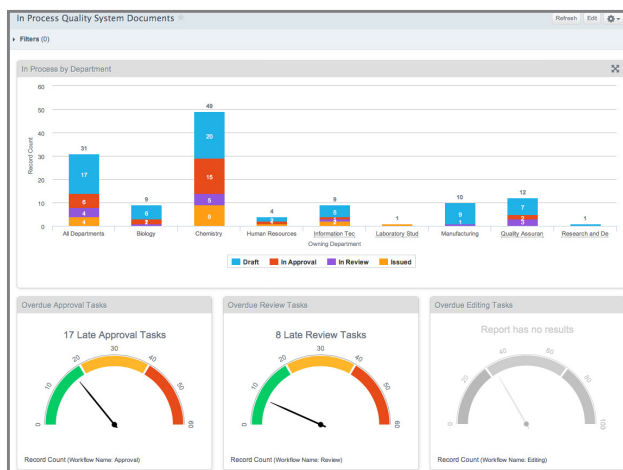 In Process Quality System Documents
Refresh Edit
Filters (0)
In Process by Department
60
50
40
30
20
10
0
Record Count
31
17
6
4
4
9
6
2
49
20
15
5
9
4
2
9
5
2
1
10
9
1
12
7
2
3
1
All Departments
Biology
Chemistry
Human Resources
Information Tec
Laboratory Stud
Manufacturing
Quality Assuran
Research and De
Owning Department
Draft In Approval In Review Issued
Overdue Approval Tasks
17 Late Approval Tasks
0 10 20 30 40 50 60
Record Count (Workflow Name: Approval)
Overdue Review Tasks
8 Late Review Tasks
0 10 20 30 40 50 60
Record Count (Workflow Name: Review)
Overdue Editing Tasks
Report has no results
0 20 40 60 80 100
Record Count (Workflow Name: Editing)